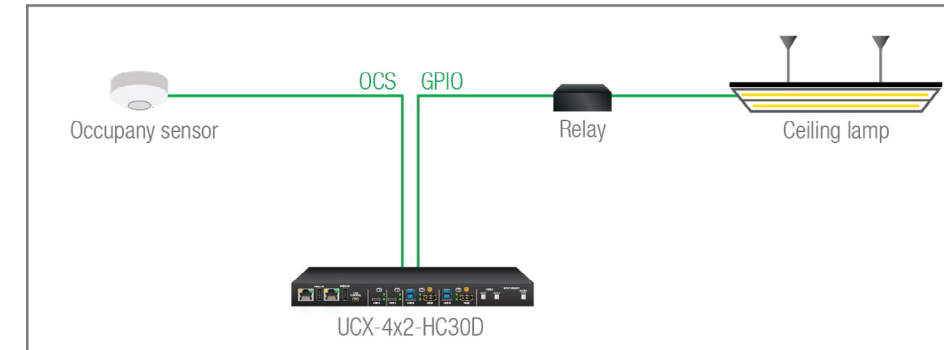 OCS GPIO
Occupany sensor
Relay
Ceiling lamp
UCX-4x2-HC30D